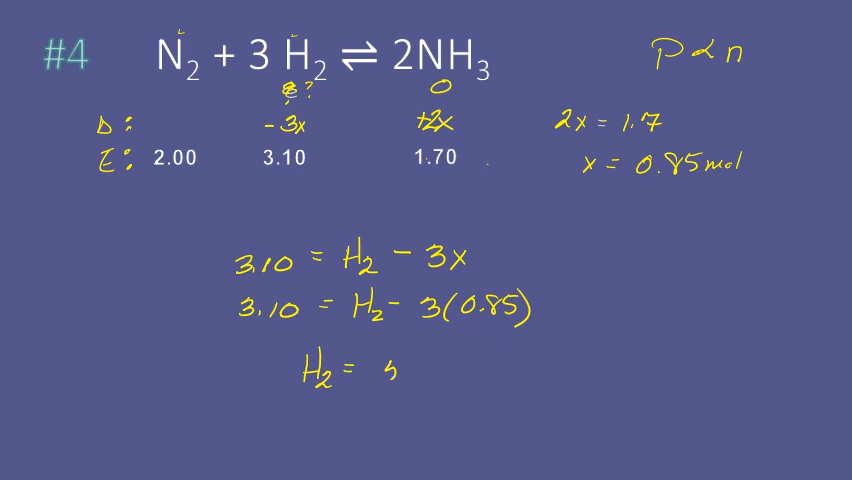 #4 N₂ + 3 H₂ ⇌ 2NH₃ P ∝ n
? 0
Δ: -3x +2x 2x = 1.7
E: 2.00 3.10 1.70 x = 0.85 mol
3.10 = H₂ - 3x
3.10 = H₂ - 3(0.85)
H₂ =